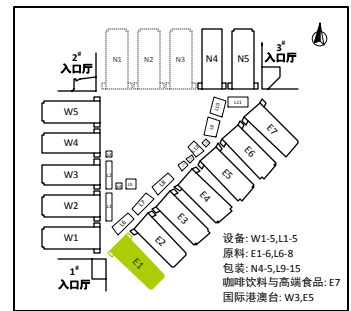 2#
入口厅
N1
N2
N3
N4
N5
3#
入口厅
L10
L11
L9
E7
W5
W4
W3
W2
W1
E6
E5
E4
E3
E2
E1
L8
L7
L6
L5
L4
L3
L2
L1
1#
入口厅
设备: W1-5,L1-5
原料: E1-6,L6-8
包装: N4-5,L9-15
咖啡饮料与高端食品: E7
国际港澳台: W3,E5